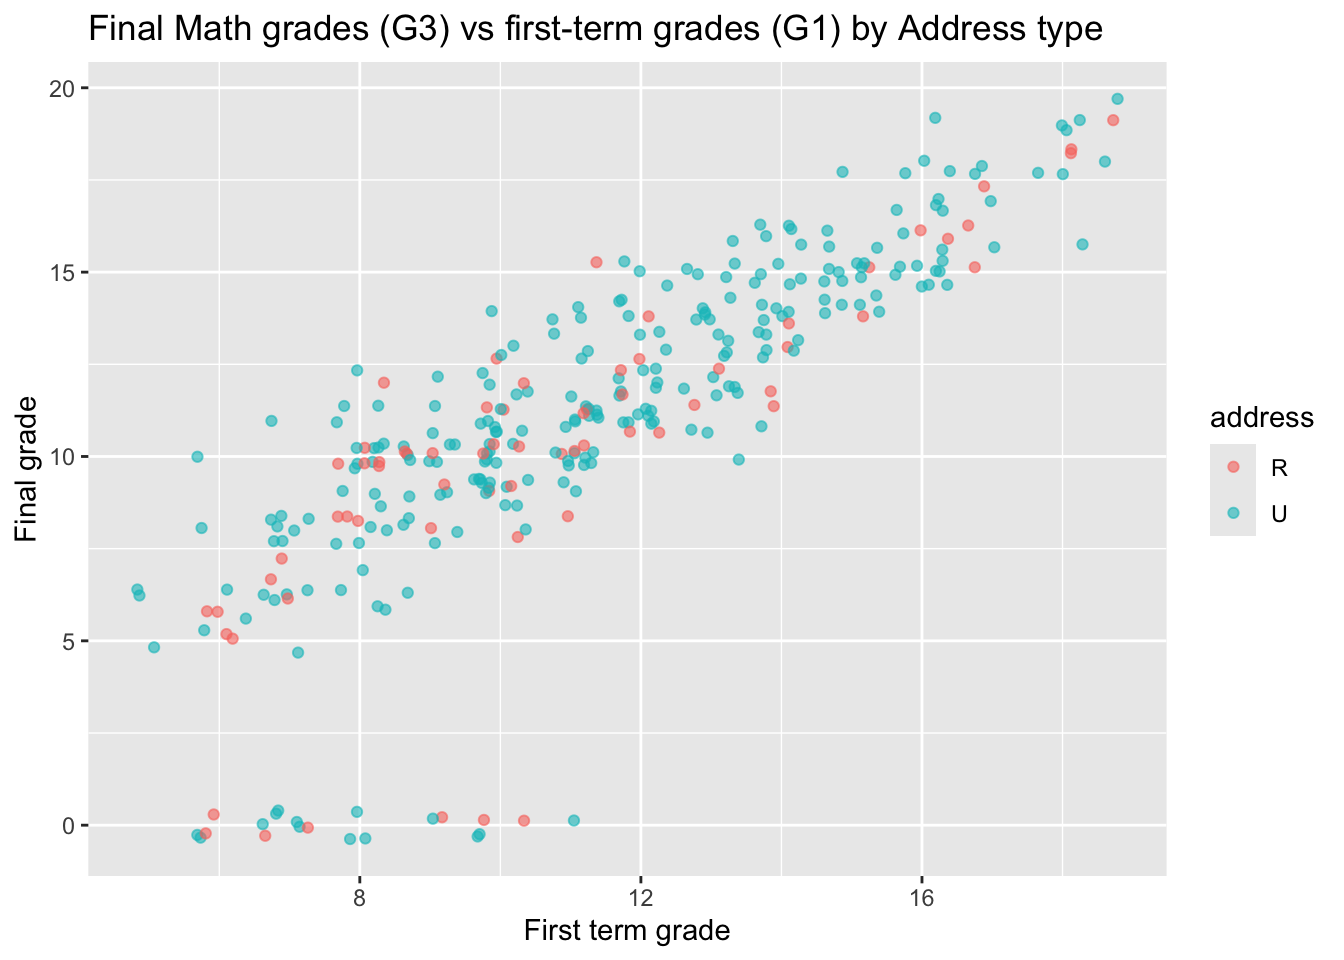 Final Math grades (G3) vs first-term grades (G1) by Address type
20
15
10
5
0
Final grade
8 12 16
First term grade
address
R
U